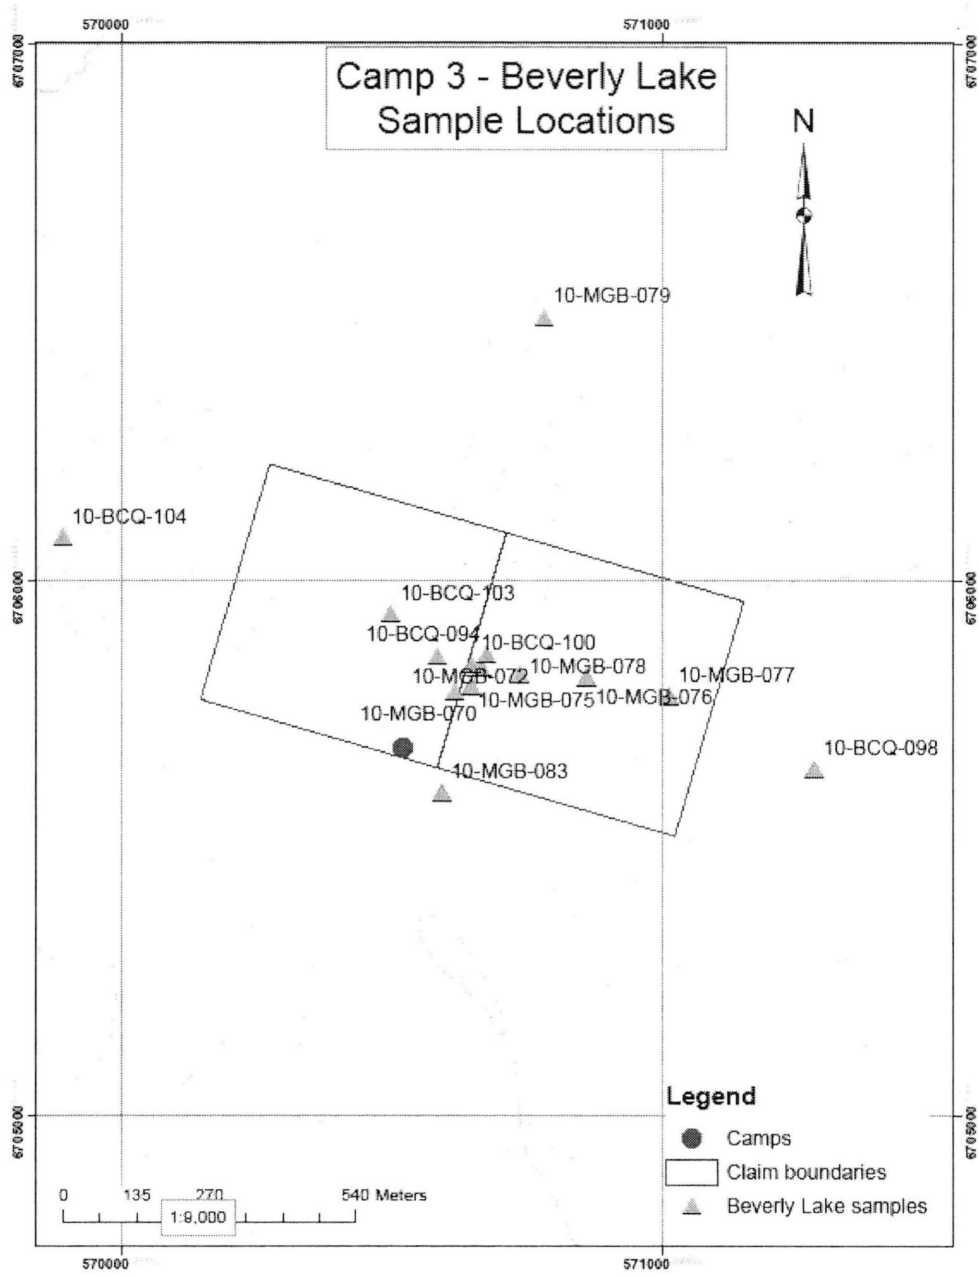 570000
571000
6707000
6707000
Camp 3 - Beverly Lake
Sample Locations
N
10-MGB-079
10-BCQ-104
6706000
6706000
10-BCQ-103
10-BCQ-094
10-BCQ-100
10-MGB-072
10-MGB-078
10-MGB-077
10-MGB-075
10-MGB-076
10-MGB-070
10-BCQ-098
10-MGB-083
Legend
6705000
6705000
Camps
Claim boundaries
Beverly Lake samples
0 135 270 540 Meters
1:9,000
570000
571000